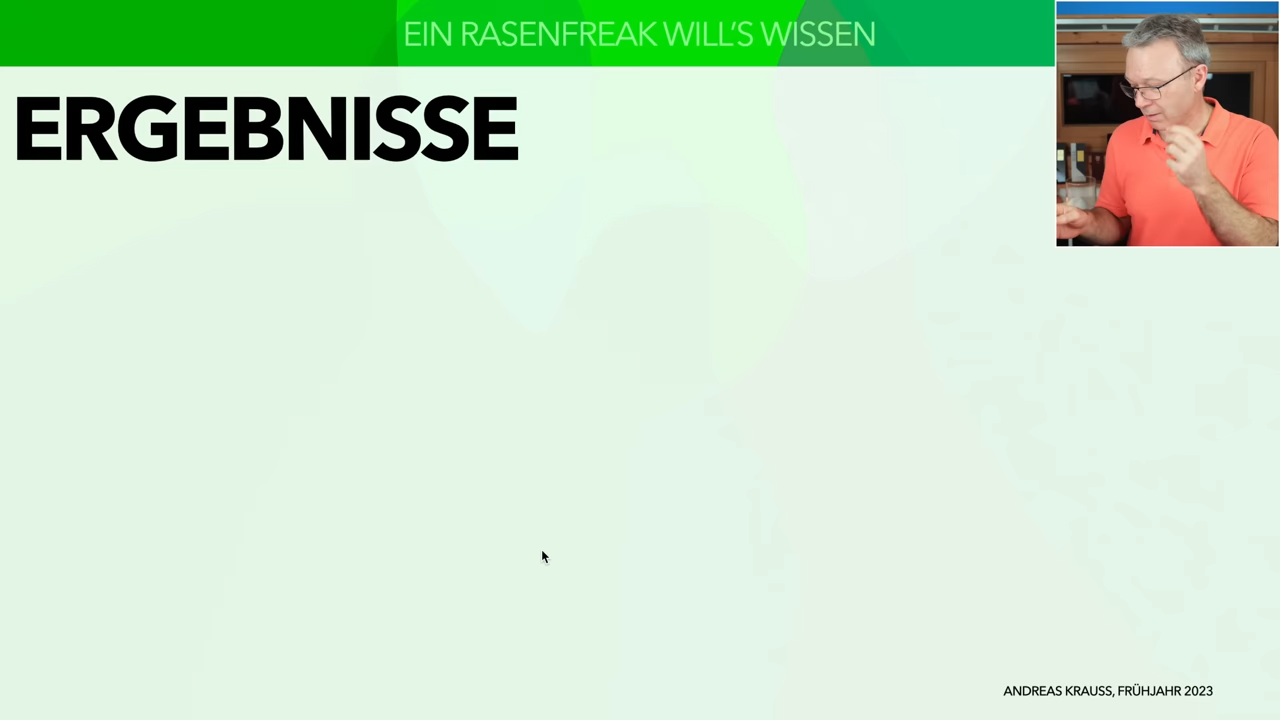 EIN RASENFREAK WILL'S WISSEN
ERGEBNISSE
ANDREAS KRAUSS, FRÜHJAHR 2023